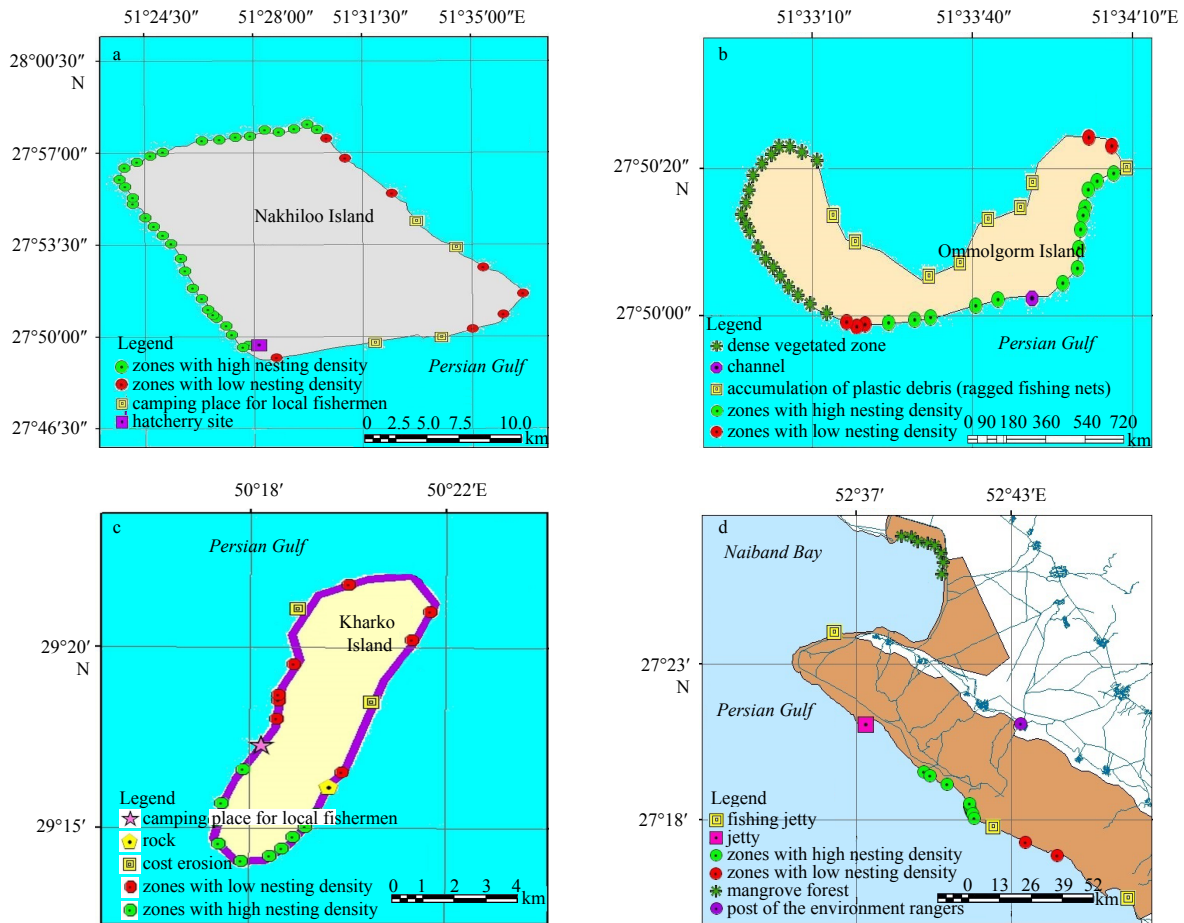 51°24′30″ 51°28′00″ 51°31′30″ 51°35′00″E
28°00′30″
N
27°57′00″
27°53′30″
27°50′00″
27°46′30″
a
Nakhiloo Island
Persian Gulf
Legend
zones with high nesting density
zones with low nesting density
camping place for local fishermen
hatcherry site
0 2.5 5.0 7.5 10.0
km
51°33′10″ 51°33′40″ 51°34′10″E
27°50′20″
N
27°50′00″
b
Ommolgorm Island
Persian Gulf
Legend
dense vegetated zone
channel
accumulation of plastic debris (ragged fishing nets)
zones with high nesting density
zones with low nesting density
0 90 180 360 540 720
km
50°18′ 50°22′E
29°20′
N
29°15′
c
Persian Gulf
Kharko
Island
Legend
camping place for local fishermen
rock
cost erosion
zones with low nesting density
zones with high nesting density
0 1 2 3 4
km
52°37′ 52°43′E
27°23′
N
27°18′
d
Naiband Bay
Persian Gulf
Legend
fishing jetty
jetty
zones with high nesting density
zones with low nesting density
mangrove forest
post of the environment rangers
0 13 26 39 52
km